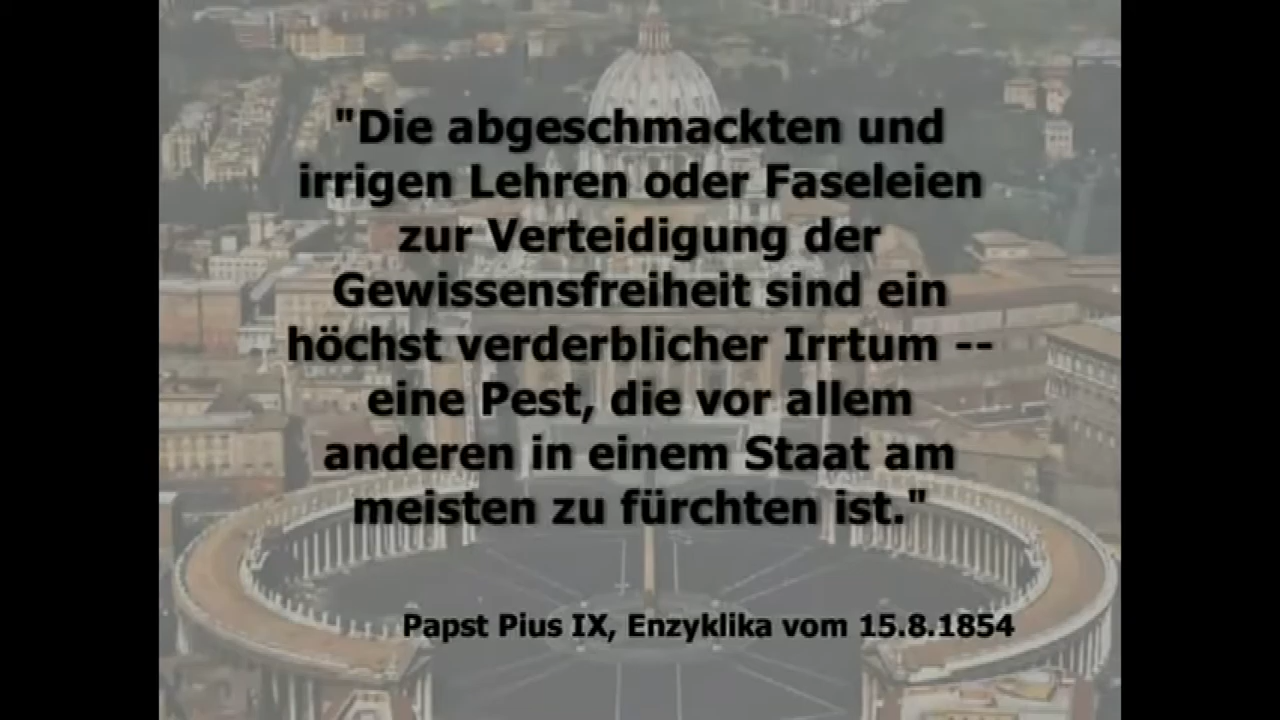 "Die abgeschmackten und
irrigen Lehren oder Faseleien
zur Verteidigung der
Gewissensfreiheit sind ein
höchst verderblicher Irrtum --
eine Pest, die vor allem
anderen in einem Staat am
meisten zu fürchten ist."
Papst Pius IX, Enzyklika vom 15.8.1854